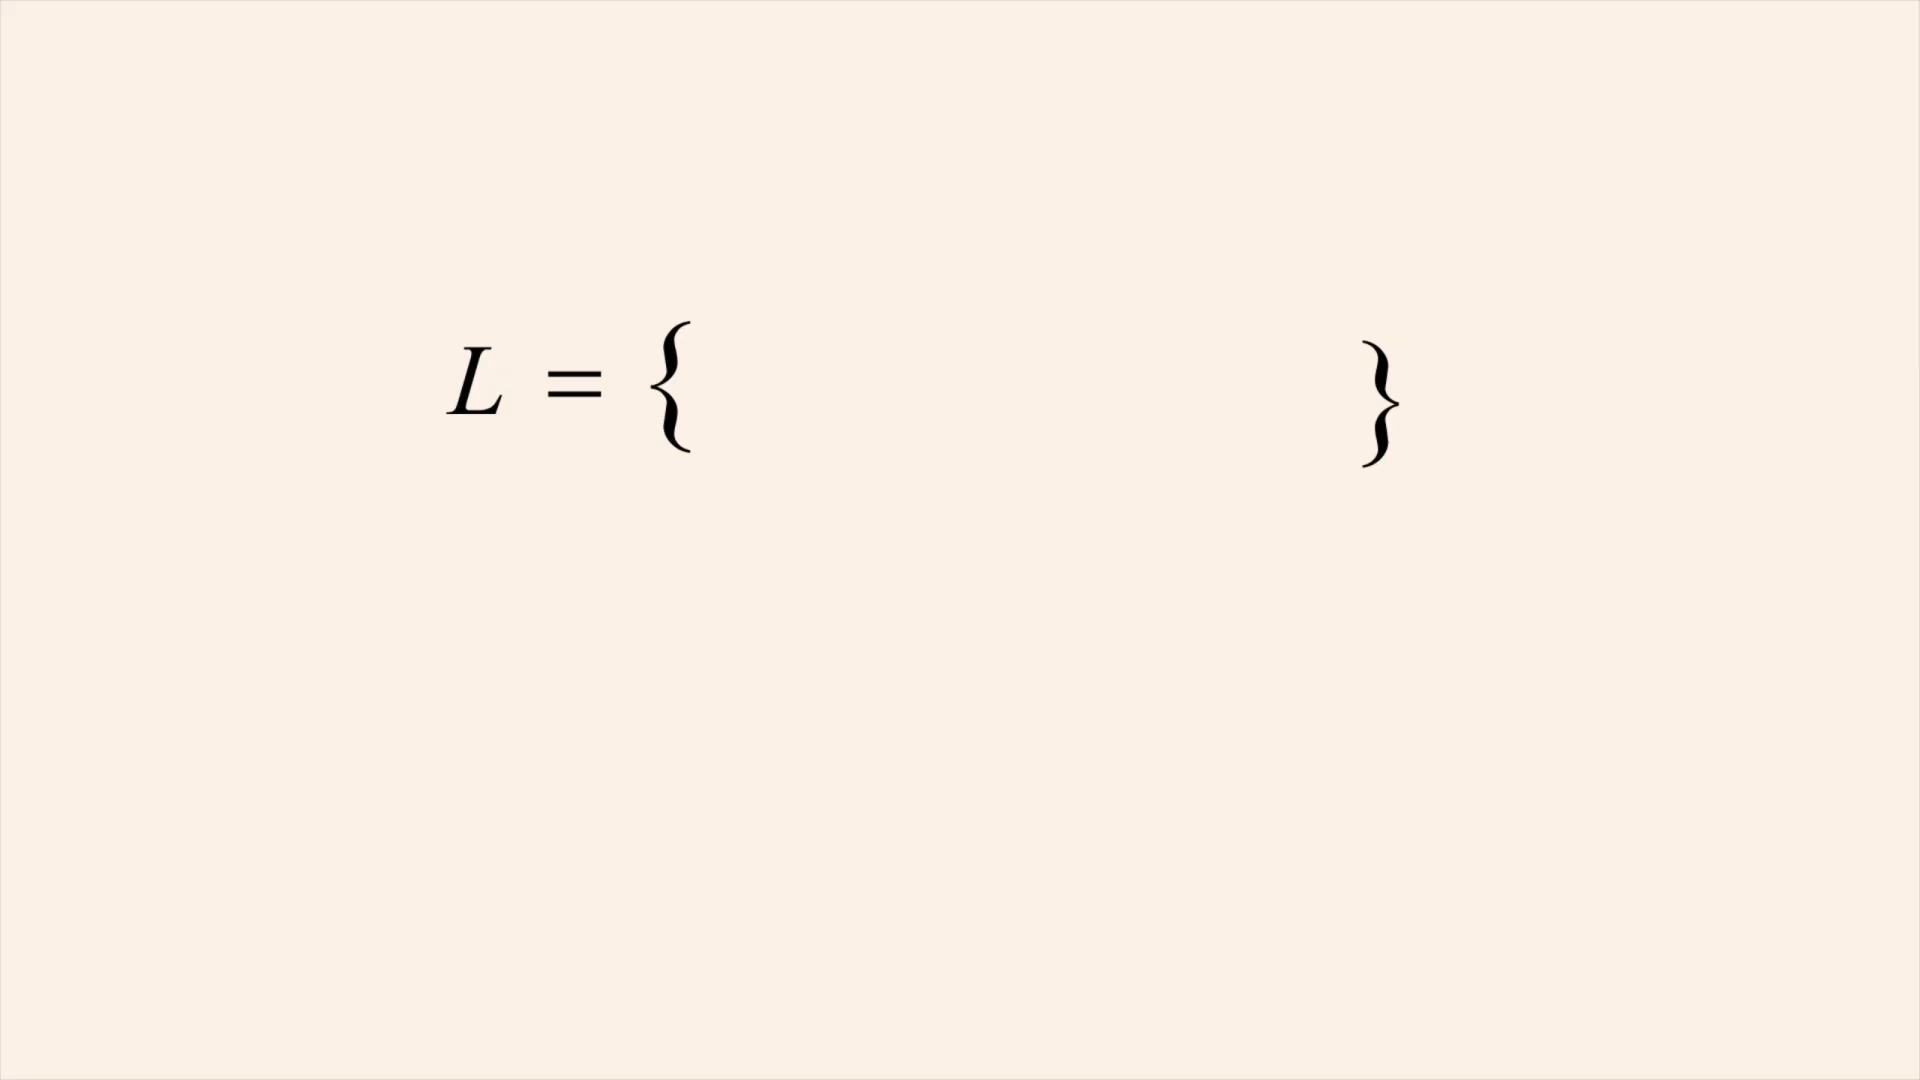 L = { }